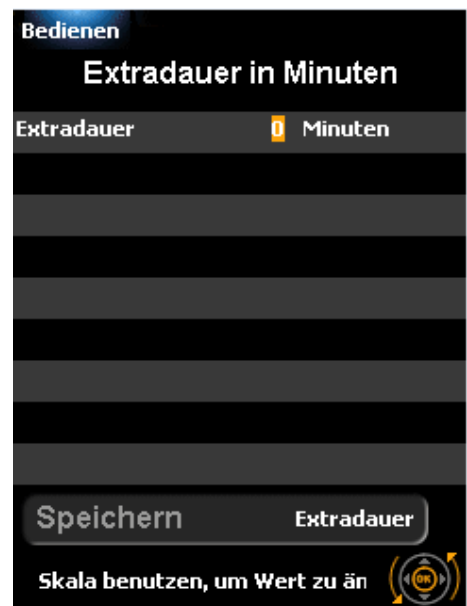 Bedienen
Extradauer in Minuten
Extradauer 0 Minuten
Speichern Extradauer
Skala benutzen, um Wert zu än
OK